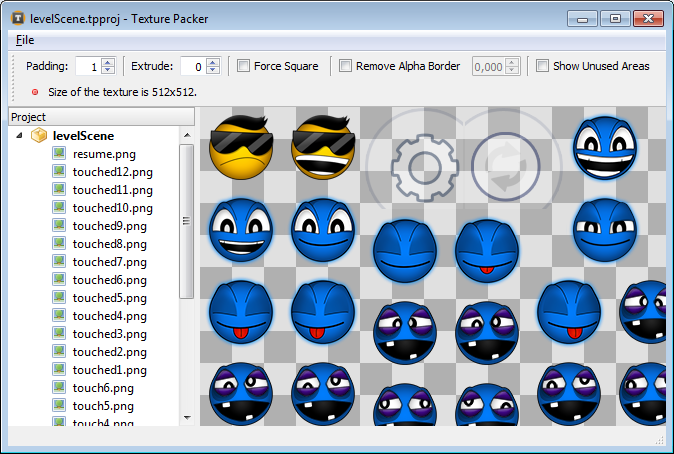 levelScene.tpproj - Texture Packer
File
Padding: 1 Extrude: 0 Force Square Remove Alpha Border 0,000 Show Unused Areas
Size of the texture is 512x512.
Project
levelScene
resume.png
touched12.png
touched11.png
touched10.png
touched9.png
touched8.png
touched7.png
touched6.png
touched5.png
touched4.png
touched3.png
touched2.png
touched1.png
touch6.png
touch5.png
touch4.png